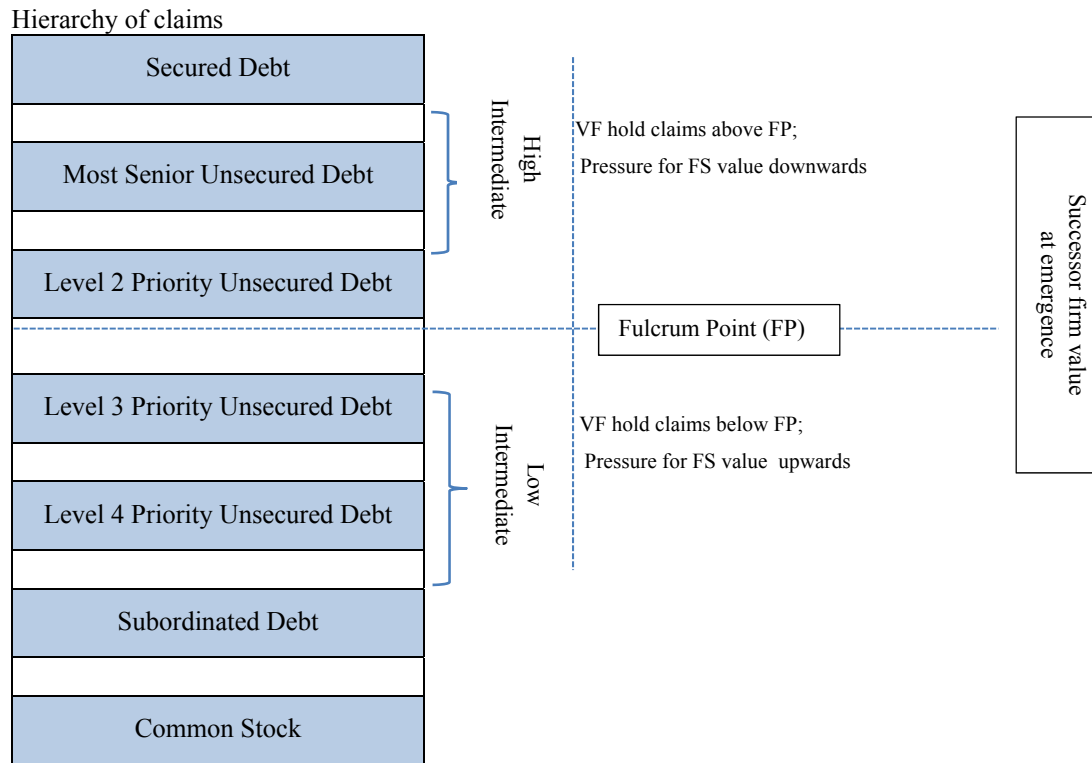 Hierarchy of claims
Secured Debt
Most Senior Unsecured Debt
Level 2 Priority Unsecured Debt
Level 3 Priority Unsecured Debt
Level 4 Priority Unsecured Debt
Subordinated Debt
Common Stock
High
Intermediate
Low
Intermediate
VF hold claims above FP;
Pressure for FS value downwards
Fulcrum Point (FP)
VF hold claims below FP;
Pressure for FS value upwards
Successor firm value
at emergence